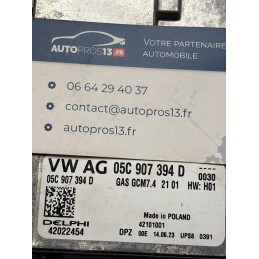 AUTOPROS13.FR
VOTRE PARTENAIRE
AUTOMOBILE
06 64 29 40 37
contact@autopros13.fr
autopros13.fr
VW AG 05C 907 394 D ----
0030
05C 907 394 D GAS GCM7.4 21 01 HW: H01
Made in POLAND
42101001
DELPHI
42022454 DPZ 00E 14.06.23 UPS8 0391